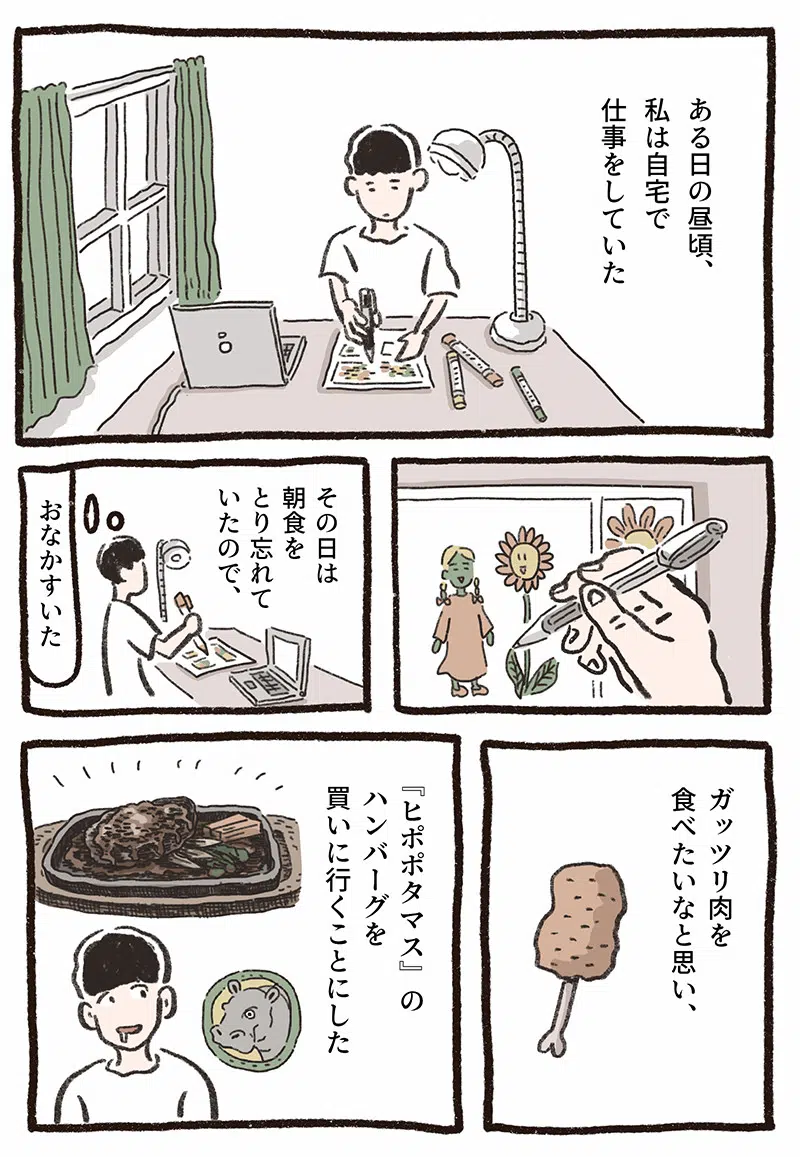 ある日の昼頃、
私は自宅で
仕事をしていた
その日は
朝食を
とり忘れて
いたので、
おなかすいた
ガッツリ肉を
食べたいなと思い、
『ヒポポタマス』の
ハンバーグを
買いに行くことにした